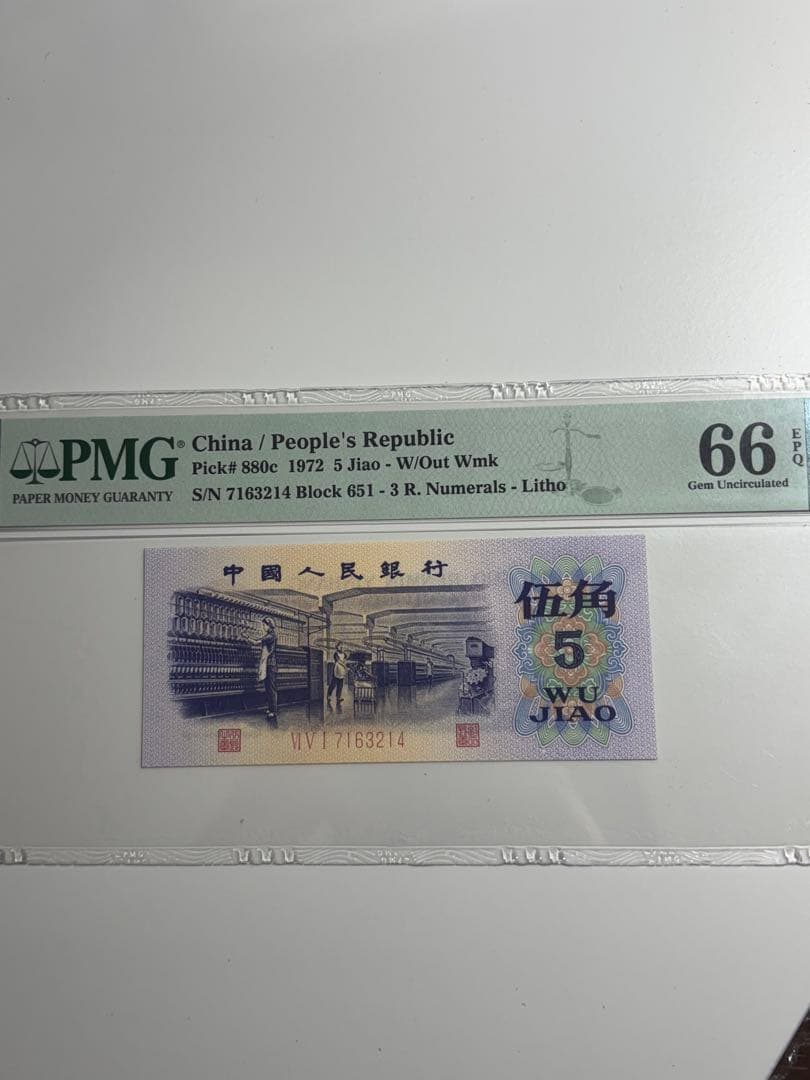 PMG®
PAPER MONEY GUARANTY
China / People's Republic
Pick# 880c 1972 5 Jiao - W/Out Wmk
S/N 7163214 Block 651 - 3 R. Numerals - Litho
66
EPQ
Gem Uncirculated
中國人民銀行
伍角
5
WU
JIAO
VI V I 7163214